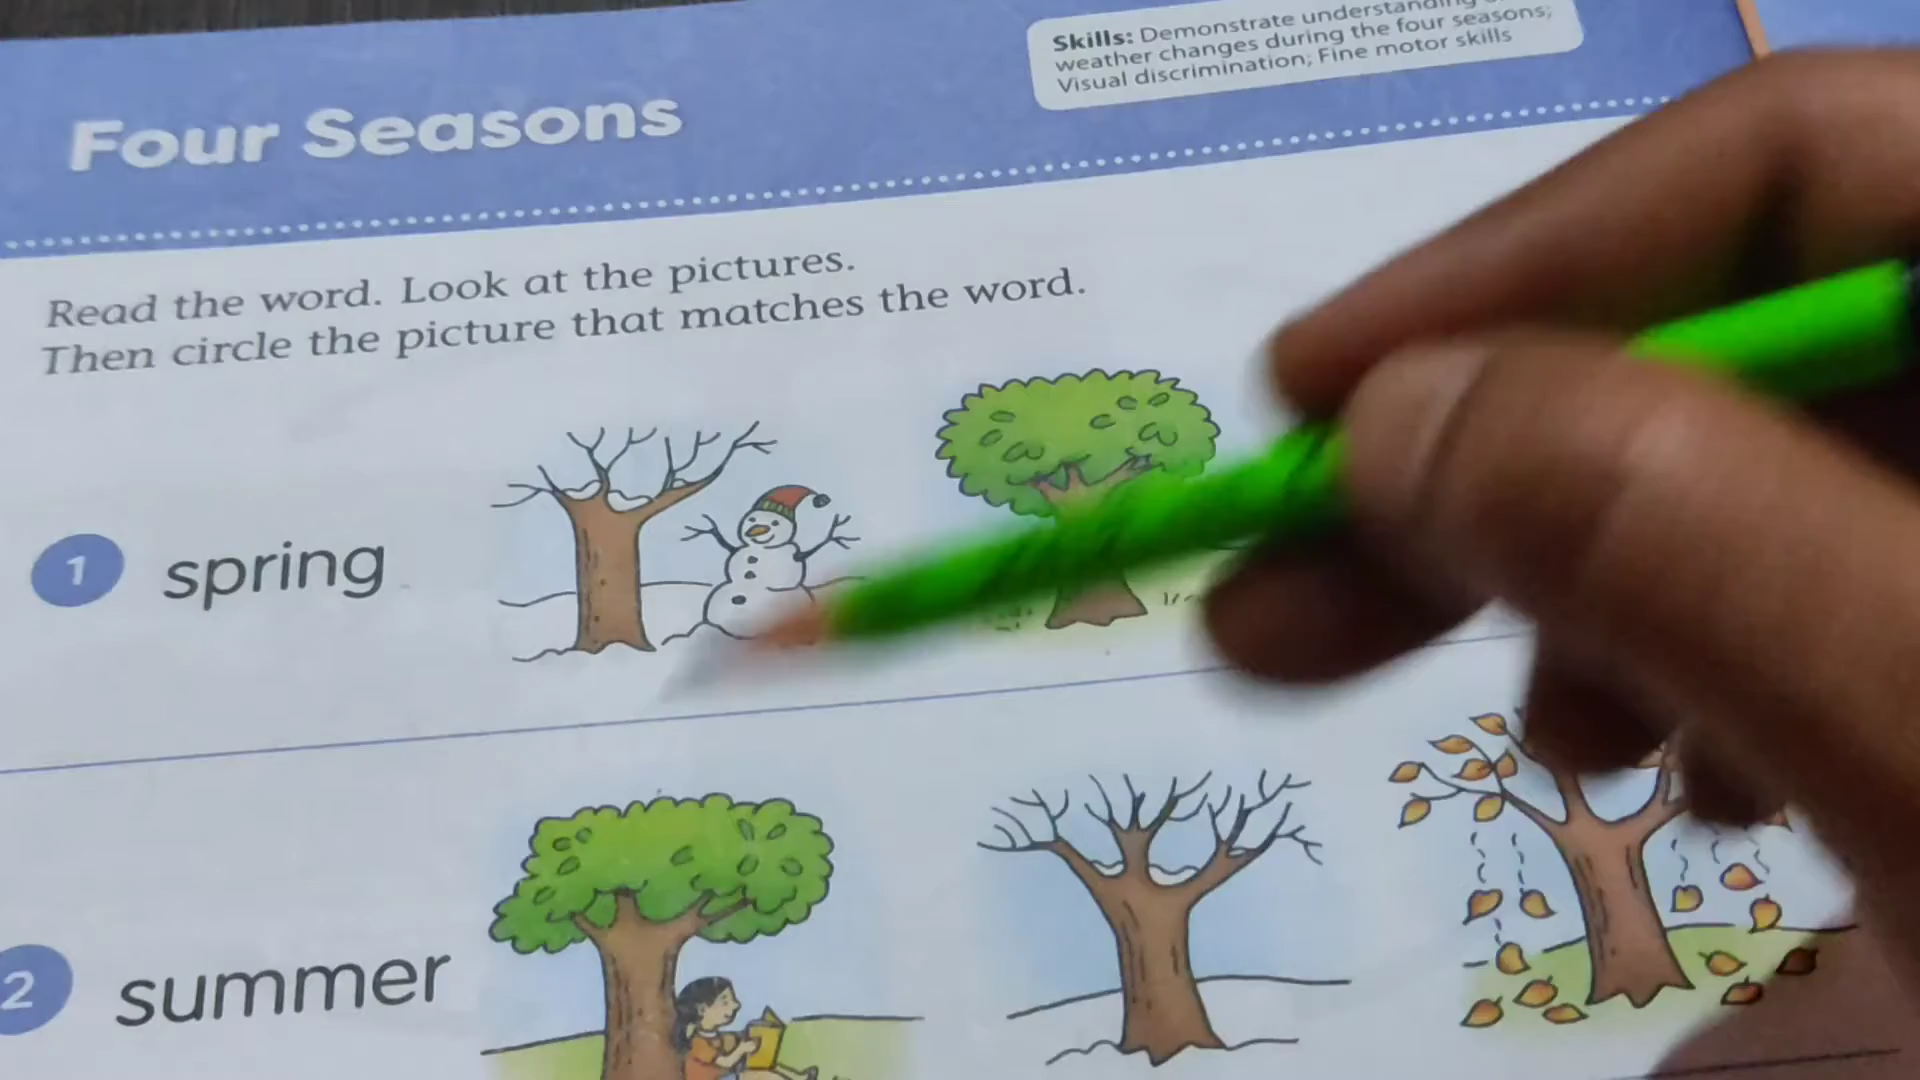 Skills: Demonstrate understanding
weather changes during the four seasons;
Visual discrimination; Fine motor skills
Four Seasons
Read the word. Look at the pictures.
Then circle the picture that matches the word.
1 spring
2 summer